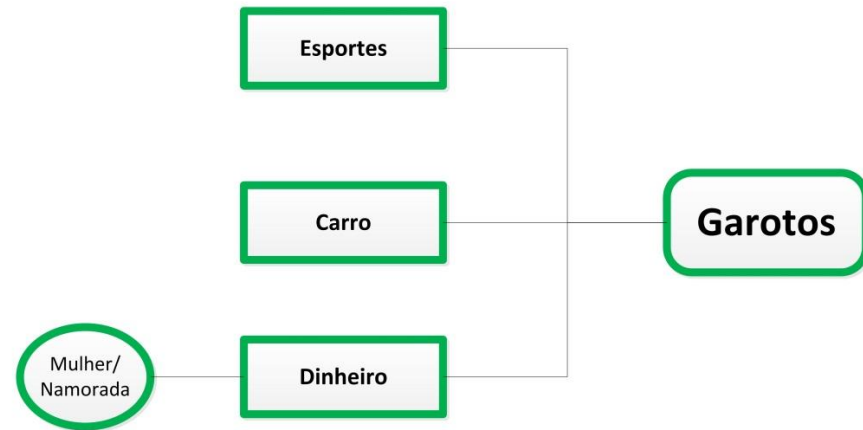 Esportes
Carro
Garotos
Mulher/
Namorada
Dinheiro